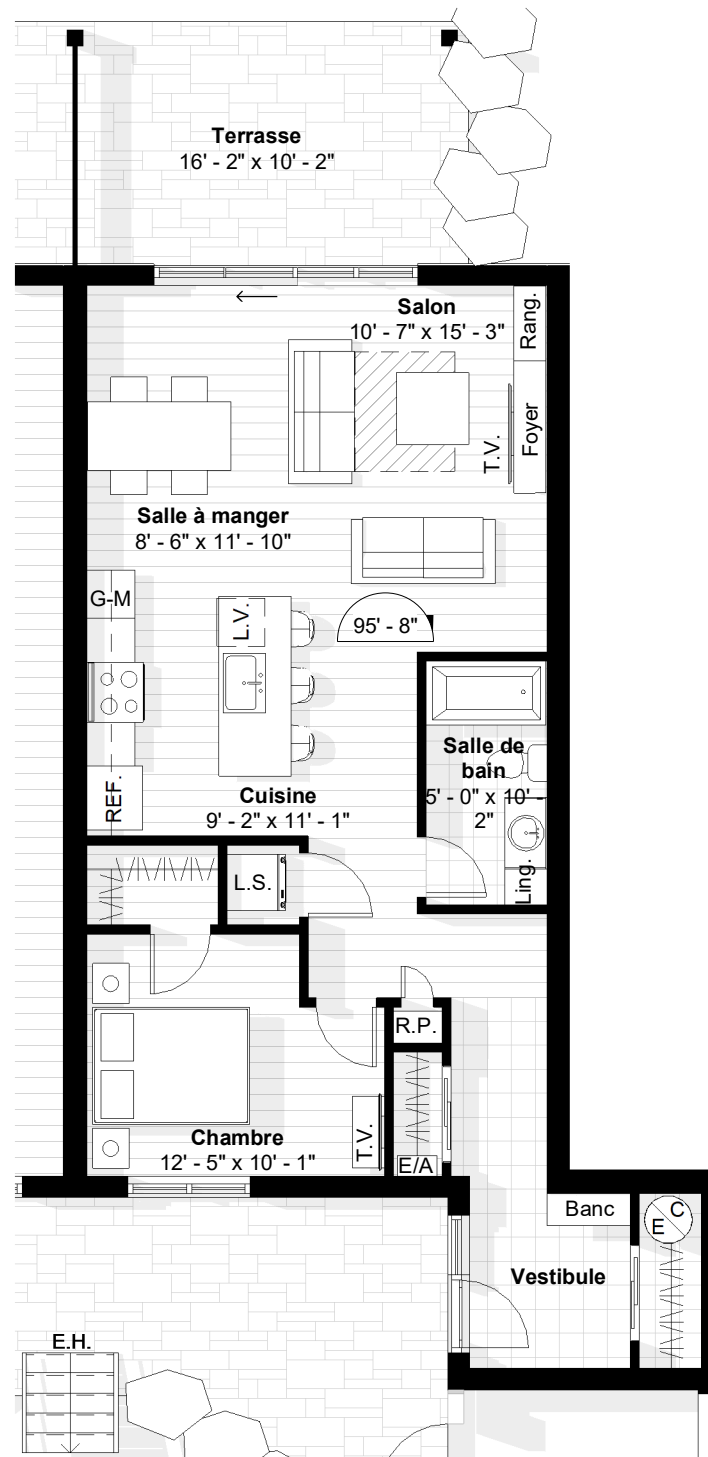 Terrasse
16' - 2" x 10' - 2"
Salon
10' - 7" x 15' - 3"
Rang.
Foyer
T.V.
Salle à manger
8' - 6" x 11' - 10"
G-M
L.V.
95' - 8"
REF.
Cuisine
9' - 2" x 11' - 1"
Salle de
bain
5' - 0" x 10' -
2"
Ling.
L.S.
R.P.
Chambre
12' - 5" x 10' - 1"
T.V.
E/A
Banc
C
E
Vestibule
E.H.